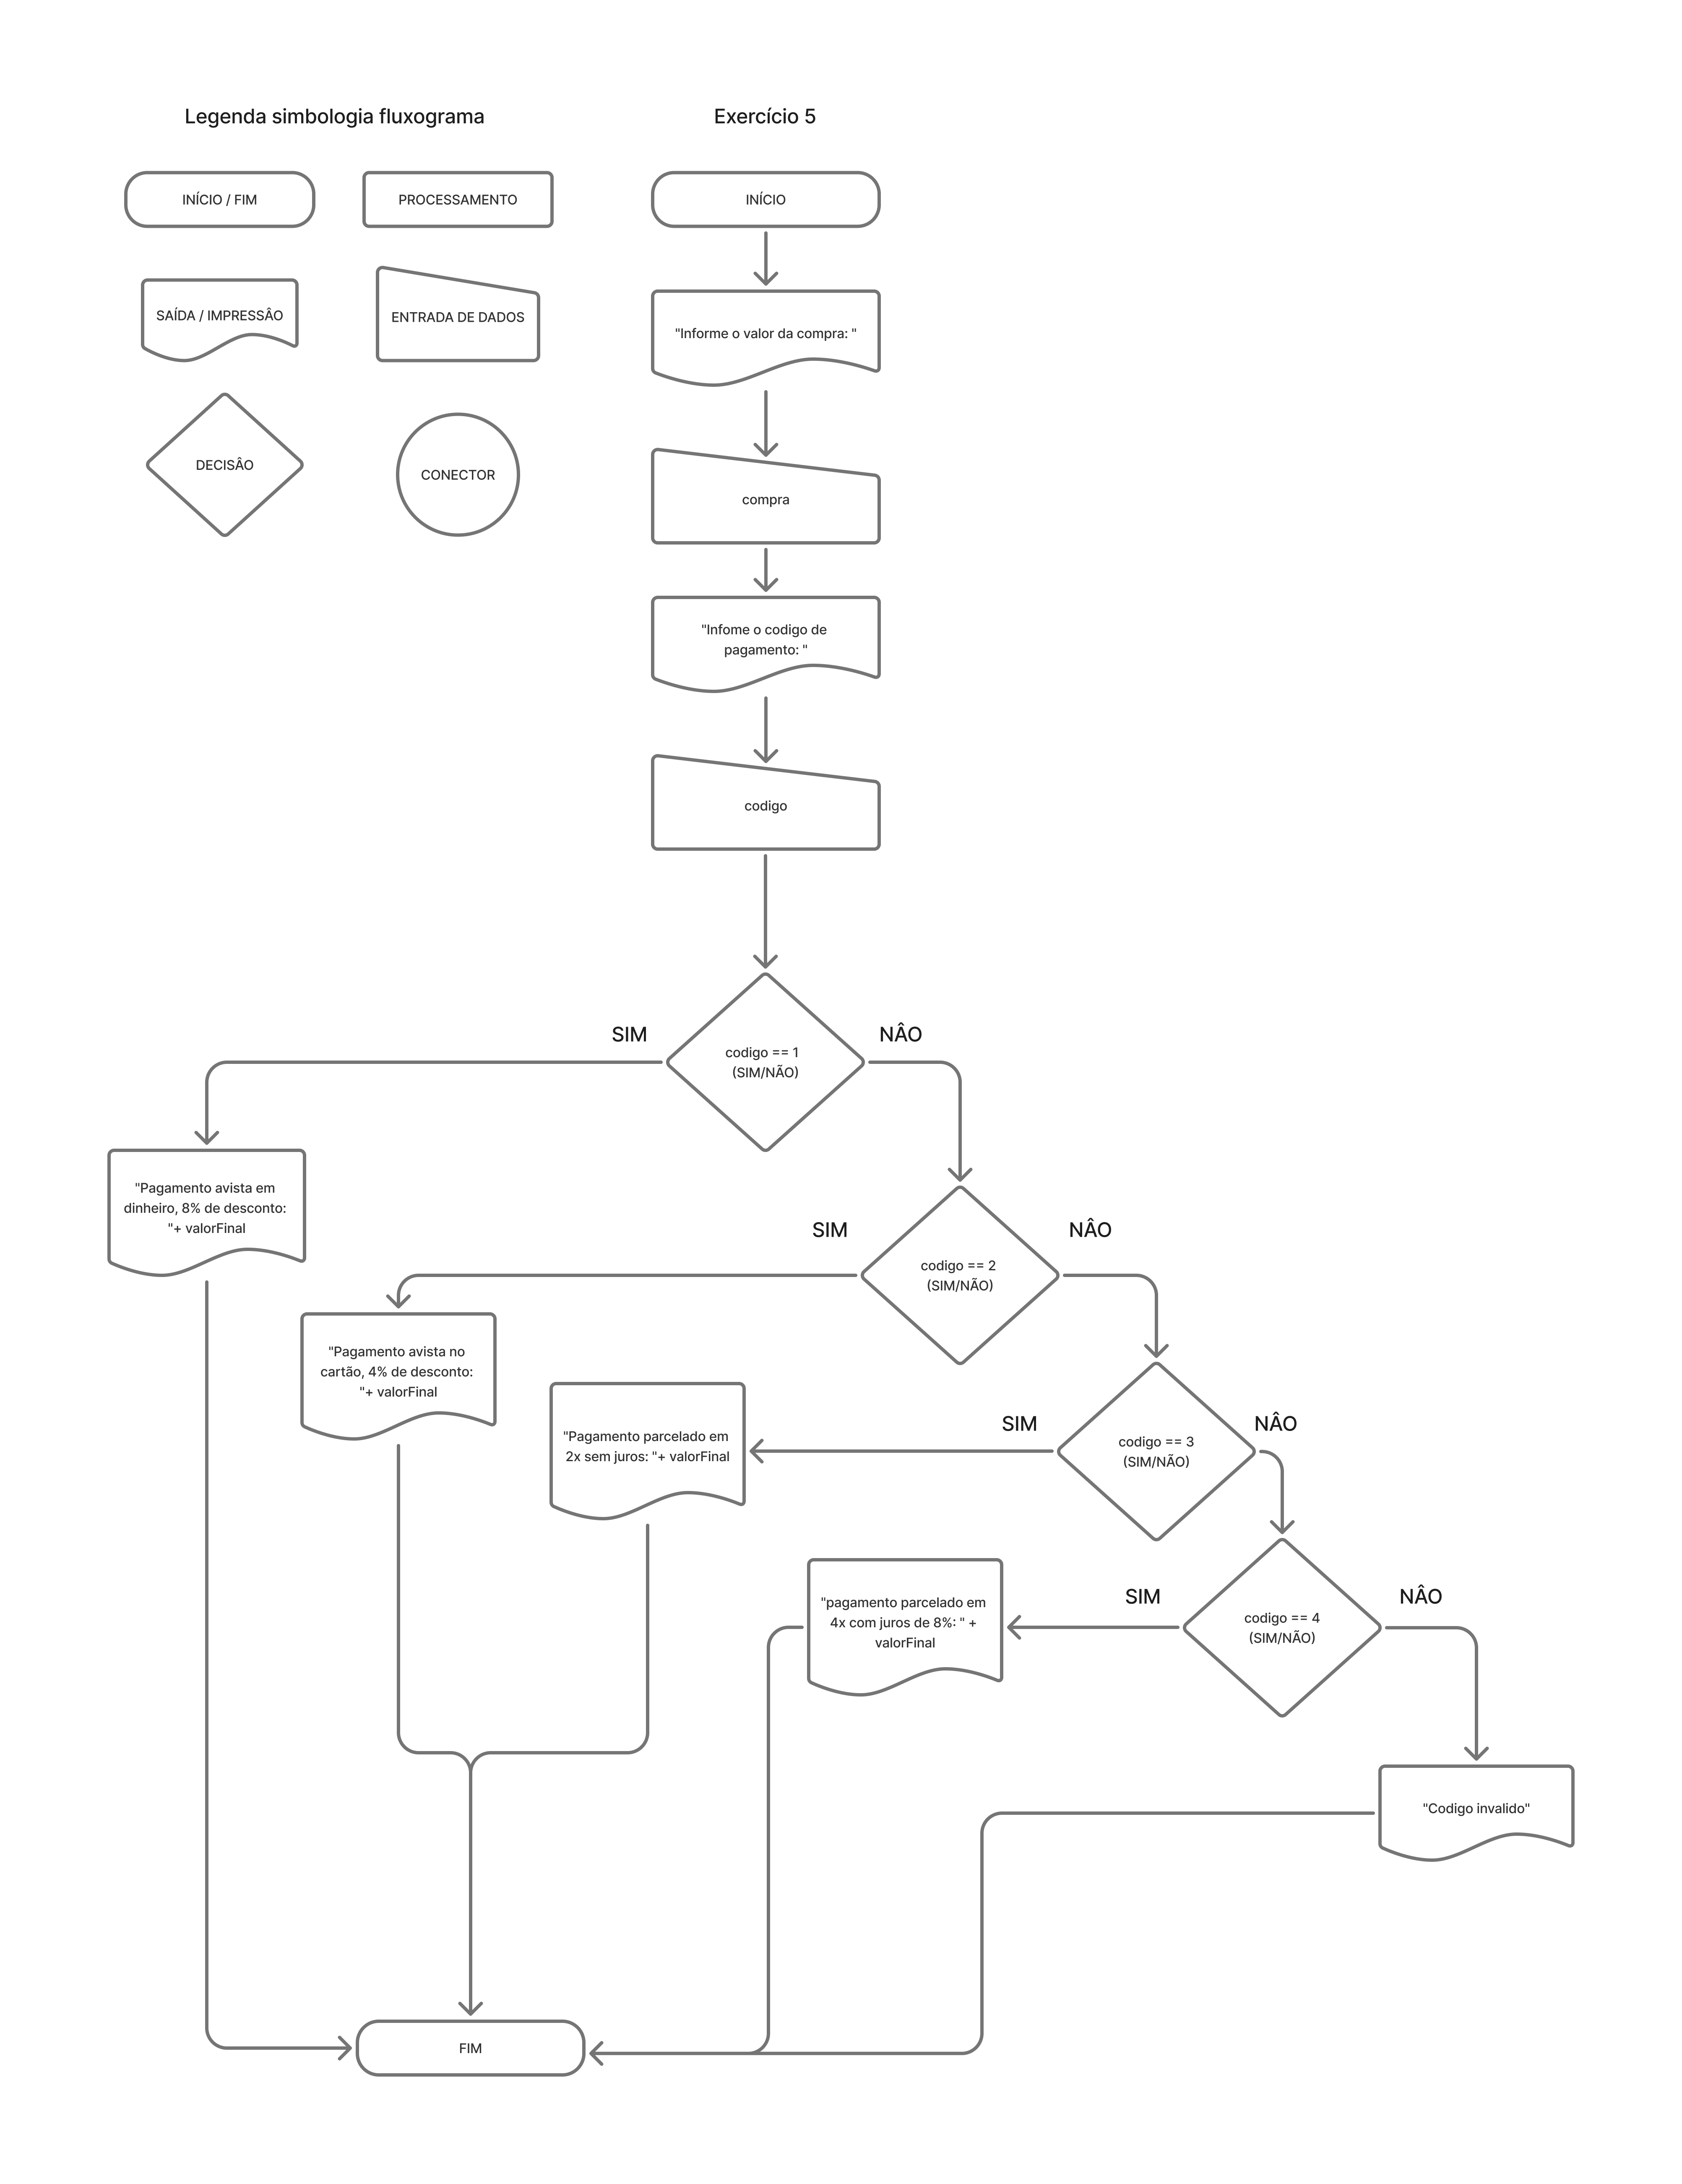 Legenda simbologia fluxograma
Exercício 5
INÍCIO / FIM
PROCESSAMENTO
INÍCIO
SAÍDA / IMPRESSÂO
ENTRADA DE DADOS
"Informe o valor da compra: "
DECISÂO
CONECTOR
compra
"Infome o codigo de
pagamento: "
codigo
SIM
NÂO
codigo == 1
(SIM/NÃO)
"Pagamento avista em
dinheiro, 8% de desconto:
"+ valorFinal
SIM
NÂO
codigo == 2
(SIM/NÃO)
"Pagamento avista no
cartão, 4% de desconto:
"+ valorFinal
SIM
NÂO
codigo == 3
(SIM/NÃO)
"Pagamento parcelado em
2x sem juros: "+ valorFinal
SIM
NÂO
codigo == 4
(SIM/NÃO)
"pagamento parcelado em
4x com juros de 8%: " +
valorFinal
"Codigo invalido"
FIM